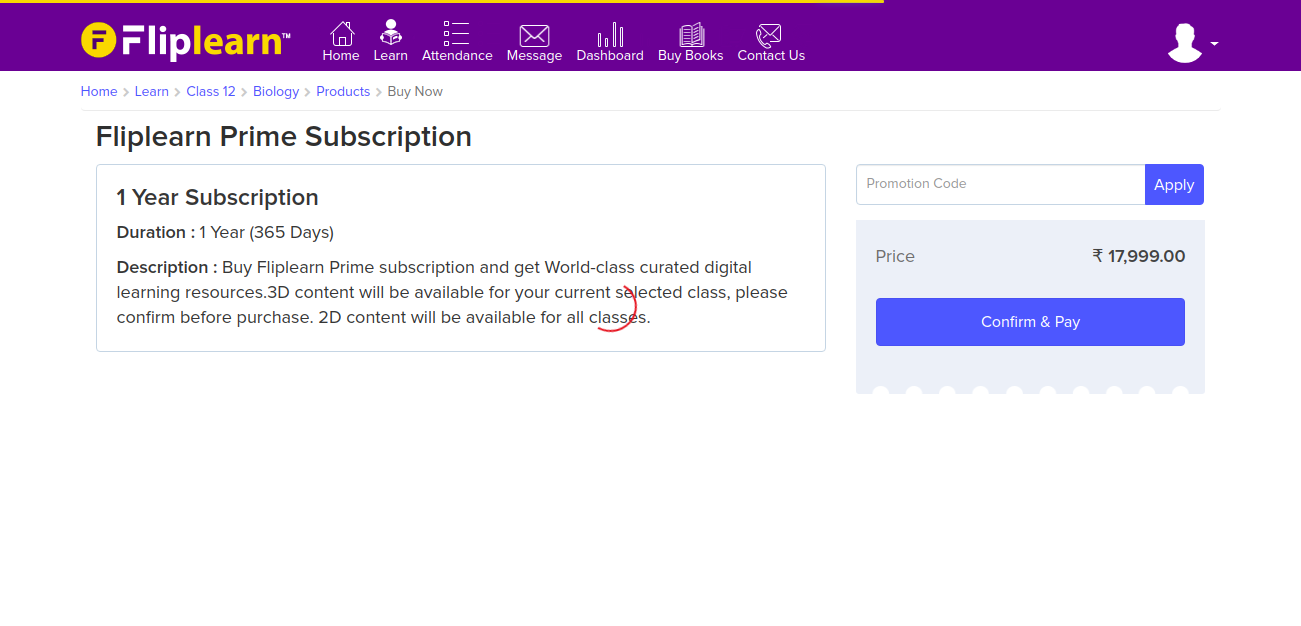 Fliplearn™
Home
Learn
Attendance
Message
Dashboard
Buy Books
Contact Us
Home > Learn > Class 12 > Biology > Products > Buy Now
Fliplearn Prime Subscription
1 Year Subscription
Duration : 1 Year (365 Days)
Description : Buy Fliplearn Prime subscription and get World-class curated digital
learning resources.3D content will be available for your current selected class, please
confirm before purchase. 2D content will be available for all classes.
Promotion Code
Apply
Price ₹ 17,999.00
Confirm & Pay